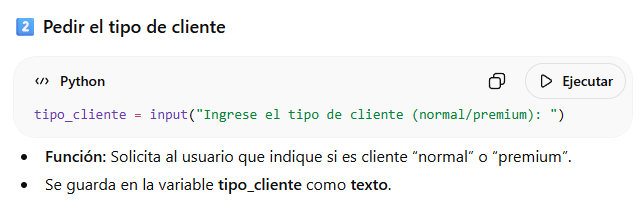 2 Pedir el tipo de cliente
Python
Ejecutar
tipo_cliente = input("Ingrese el tipo de cliente (normal/premium): ")
• Función: Solicita al usuario que indique si es cliente “normal” o “premium”.
• Se guarda en la variable tipo_cliente como texto.